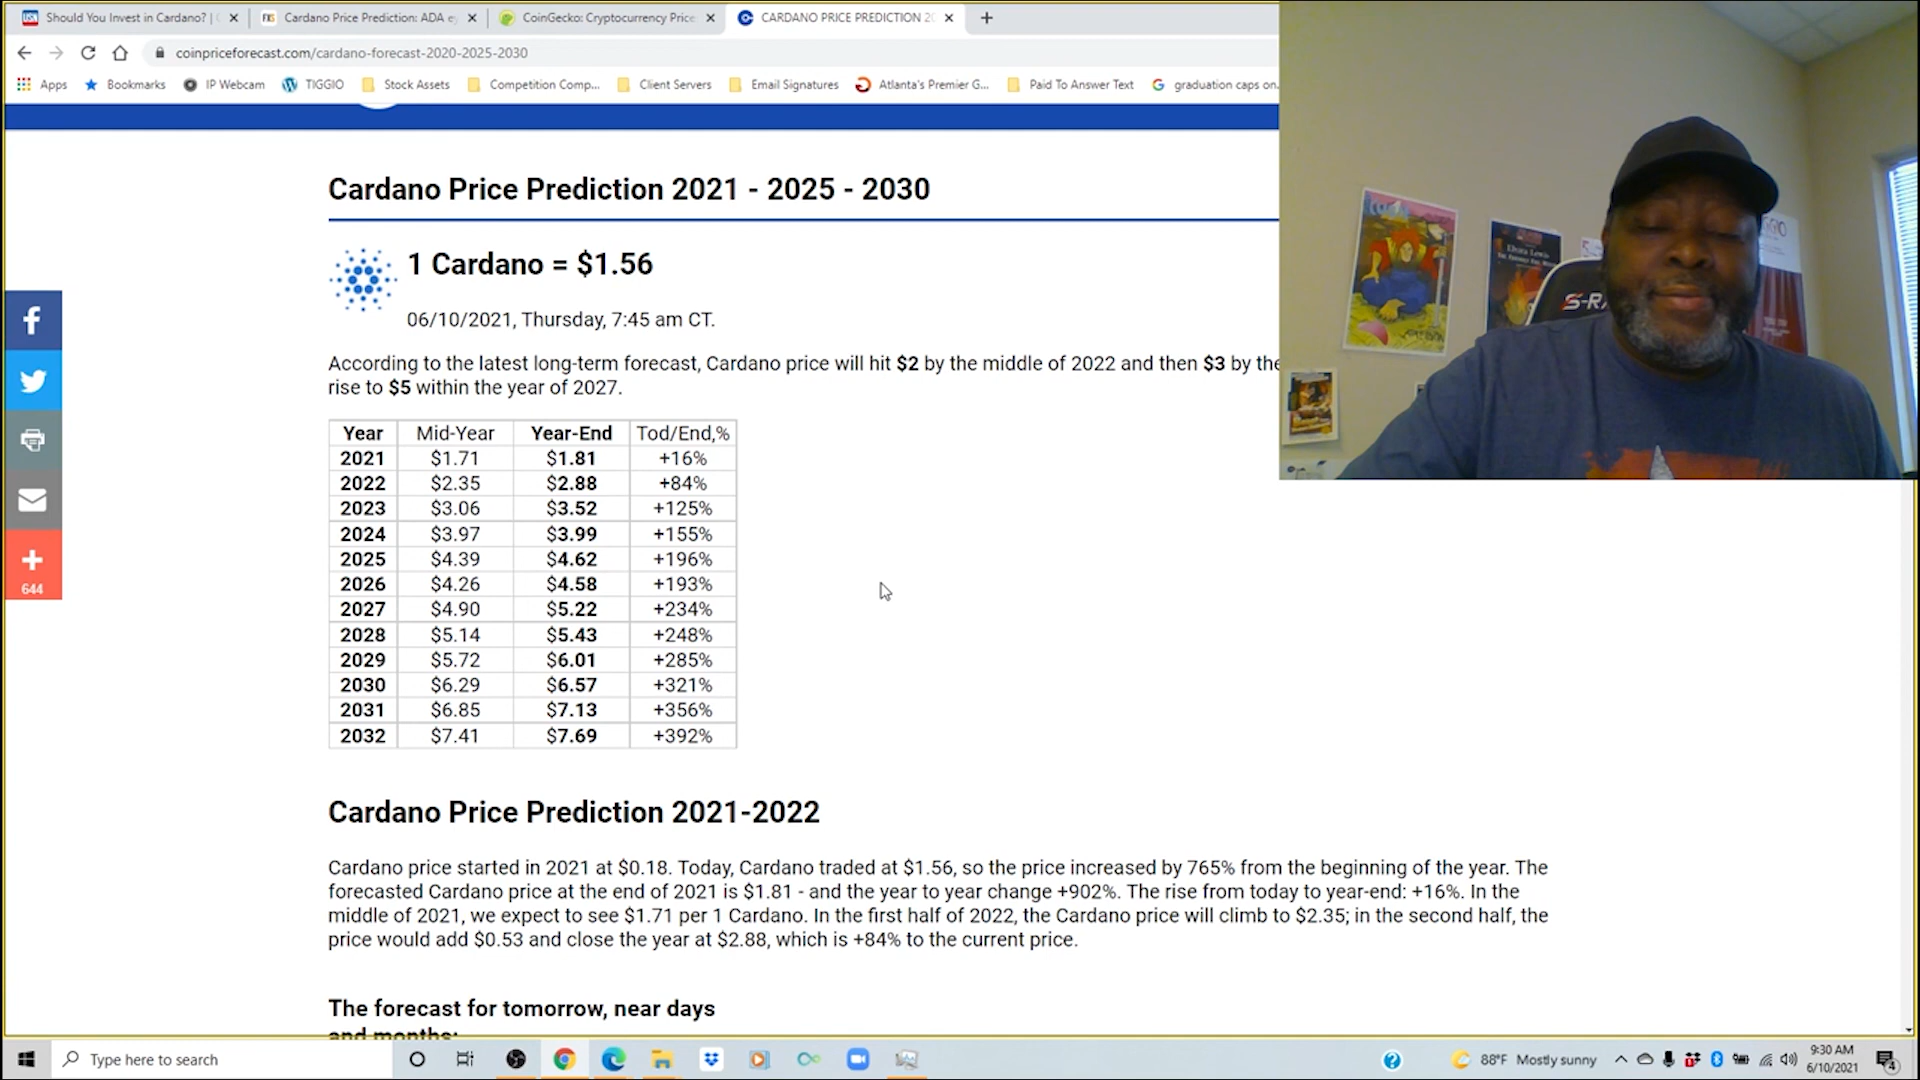 Should You Invest in Cardano? |
Cardano Price Prediction: ADA e
CoinGecko: Cryptocurrency Price
CARDANO PRICE PREDICTION 2
coinpriceforecast.com/cardano-forecast-2020-2025-2030
Apps Bookmarks IP Webcam TIGGIO Stock Assets Competition Comp... Client Servers Email Signatures Atlanta's Premier G... Paid To Answer Text graduation caps on.
Cardano Price Prediction 2021 - 2025 - 2030
1 Cardano = $1.56
06/10/2021, Thursday, 7:45 am CT.
According to the latest long-term forecast, Cardano price will hit $2 by the middle of 2022 and then $3 by the
rise to $5 within the year of 2027.
Year Mid-Year Year-End Tod/End,%
2021 $1.71 $1.81 +16%
2022 $2.35 $2.88 +84%
2023 $3.06 $3.52 +125%
2024 $3.97 $3.99 +155%
2025 $4.39 $4.62 +196%
2026 $4.26 $4.58 +193%
2027 $4.90 $5.22 +234%
2028 $5.14 $5.43 +248%
2029 $5.72 $6.01 +285%
2030 $6.29 $6.57 +321%
2031 $6.85 $7.13 +356%
2032 $7.41 $7.69 +392%
644
Cardano Price Prediction 2021-2022
Cardano price started in 2021 at $0.18. Today, Cardano traded at $1.56, so the price increased by 765% from the beginning of the year. The
forecasted Cardano price at the end of 2021 is $1.81 - and the year to year change +902%. The rise from today to year-end: +16%. In the
middle of 2021, we expect to see $1.71 per 1 Cardano. In the first half of 2022, the Cardano price will climb to $2.35; in the second half, the
price would add $0.53 and close the year at $2.88, which is +84% to the current price.
The forecast for tomorrow, near days
and months:
Type here to search
88°F Mostly sunny
9:30 AM
6/10/2021
4